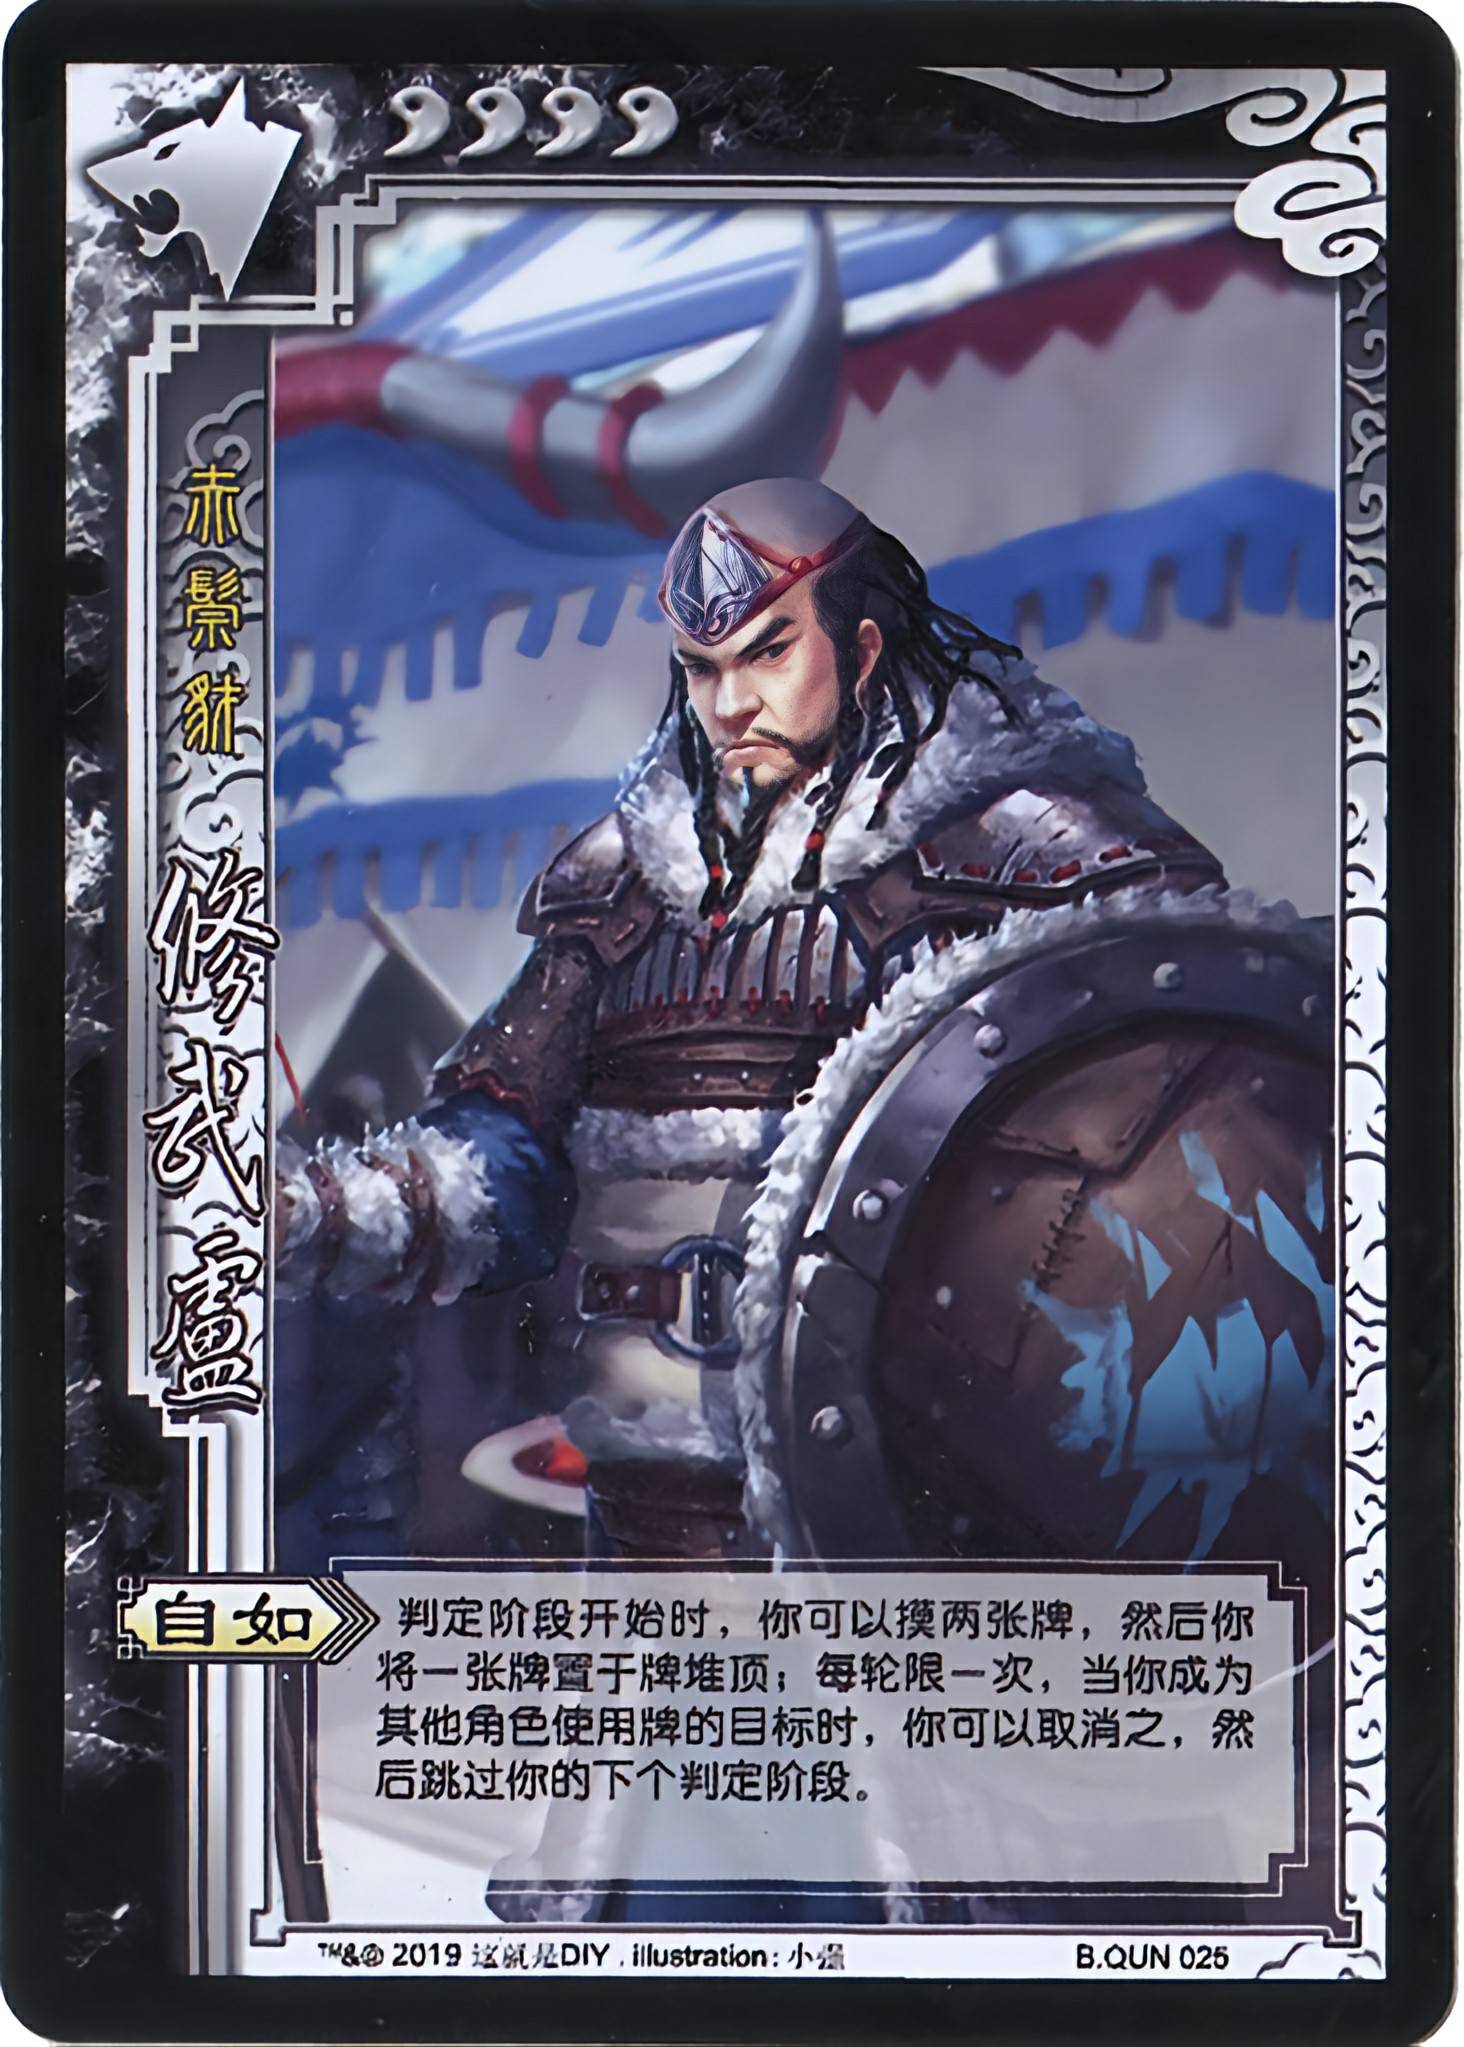 赤鬃
修武盧
自如
判定阶段开始时，你可以摸两张牌，然后你
将一张牌置于牌堆顶；每轮限一次，当你成为
其他角色使用牌的目标时，你可以取消之，然
后跳过你的下个判定阶段。
™&© 2019 这就是DIY . illustration: 小强
B.QUN 025